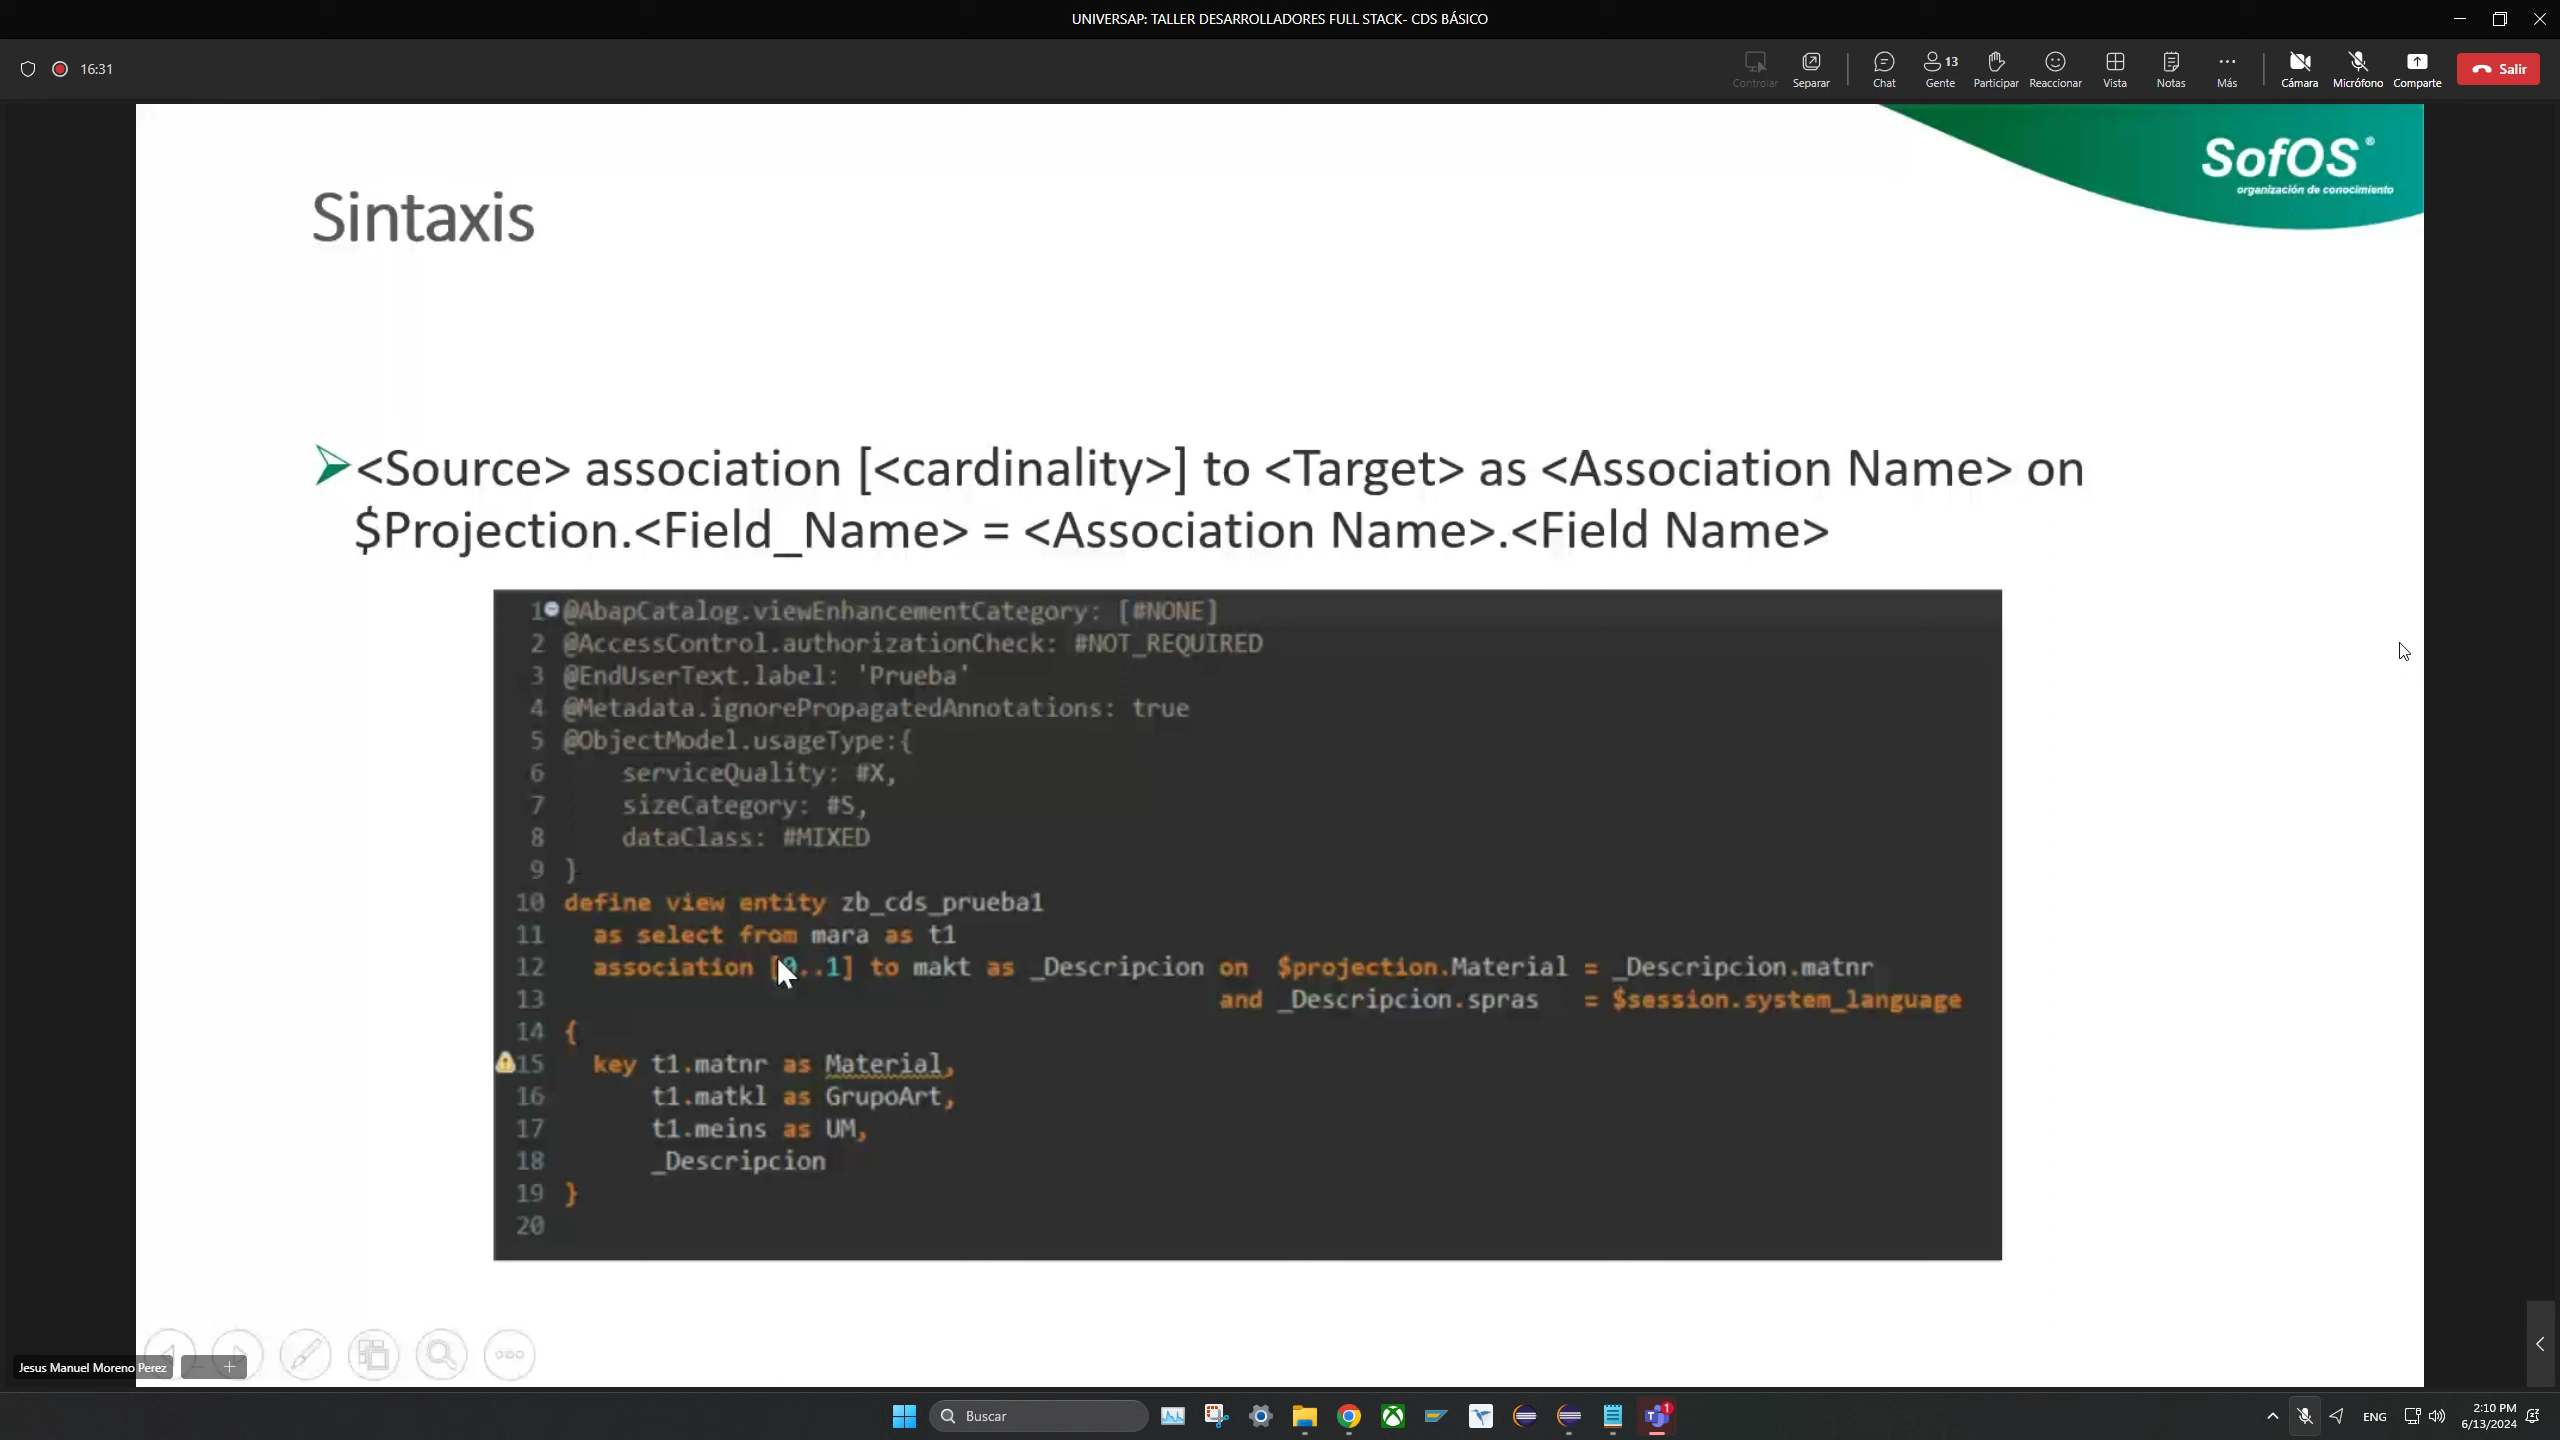 UNIVERSAP: TALLER DESARROLLADORES FULL STACK- CDS BÁSICO
16:31
Controlar
Separar
Chat
13
Gente
Participar
Reaccionar
Vista
Notas
Más
Cámara
Micrófono
Comparte
Salir
SofOS®
organización de conocimiento
Sintaxis
<Source> association [<cardinality>] to <Target> as <Association Name> on
$Projection.<Field_Name> = <Association Name>.<Field Name>
1 @AbapCatalog.viewEnhancementCategory: [#NONE]
2 @AccessControl.authorizationCheck: #NOT_REQUIRED
3 @EndUserText.label: 'Prueba'
4 @Metadata.ignorePropagatedAnnotations: true
5 @ObjectModel.usageType:{
6 serviceQuality: #X,
7 sizeCategory: #S,
8 dataClass: #MIXED
9 }
10 define view entity zb_cds_prueba1
11 as select from mara as t1
12 association [0..1] to makt as _Descripcion on $projection.Material = _Descripcion.matnr
13 and _Descripcion.spras = $session.system_language
14 {
15 key t1.matnr as Material,
16 t1.matkl as GrupoArt,
17 t1.meins as UM,
18 _Descripcion
19 }
20
Jesus Manuel Moreno Perez
Buscar
1
ENG
2:10 PM
6/13/2024